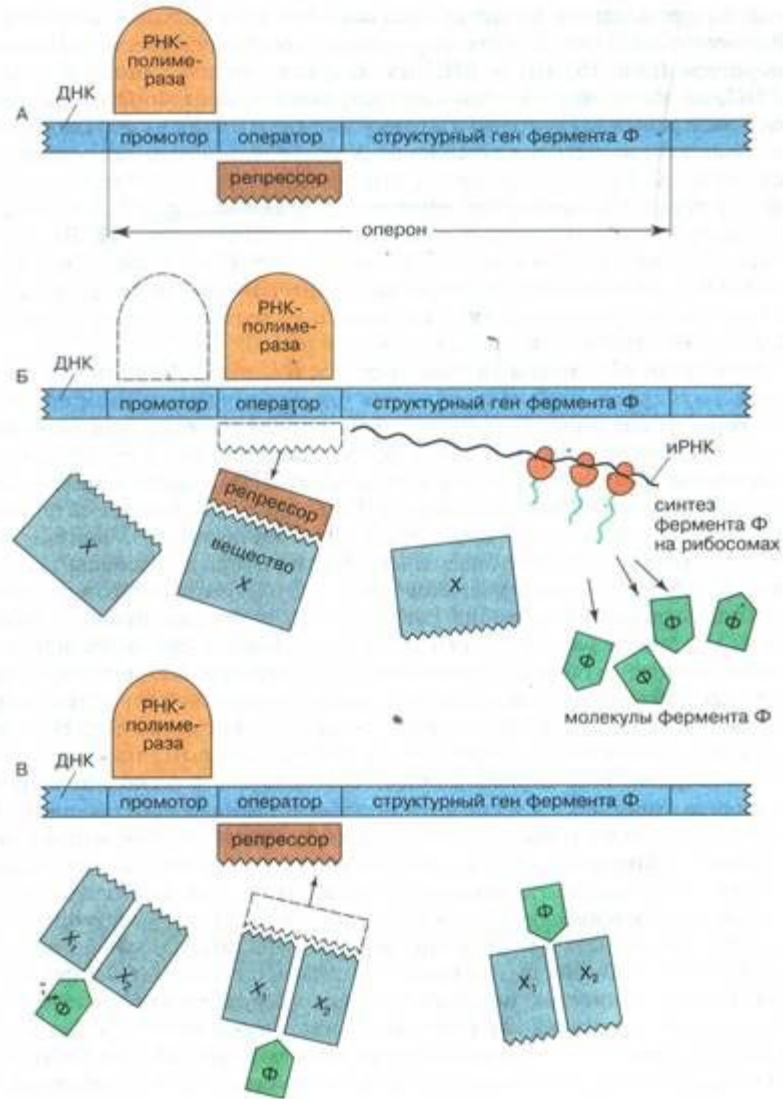 РНК-
полиме-
раза
А
ДНК
промотор
оператор
структурный ген фермента Ф
репрессор
оперон
РНК-
полиме-
раза
Б
ДНК
промотор
оператор
структурный ген фермента Ф
иРНК
репрессор
вещество
X
X
X
синтез
фермента Ф
на рибосомах
Ф
Ф
Ф
Ф
молекулы фермента Ф
РНК-
полиме-
раза
В
ДНК
промотор
оператор
структурный ген фермента Ф
репрессор
X₁
X₂
Ф
X₁
X₂
Ф
Ф
X₁
X₂